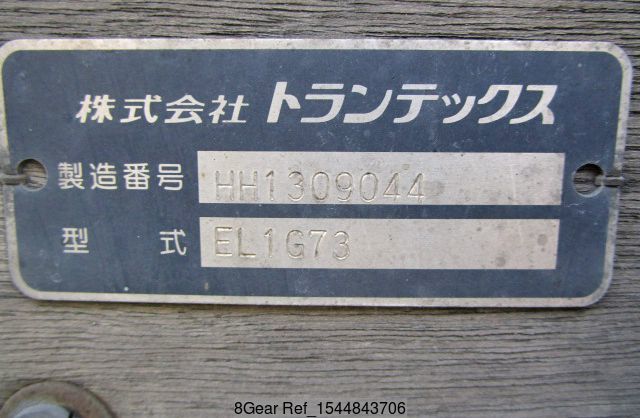 株式会社 トランテックス
製造番号 HH1309044
型 式 EL1G73
8Gear Ref_1544843706